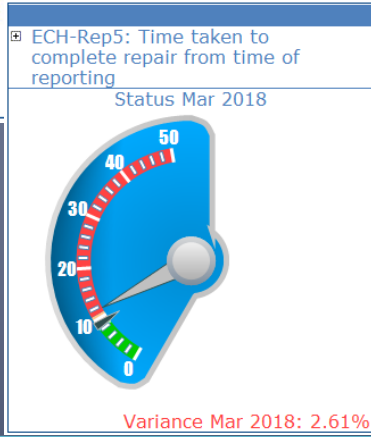 ECH-Rep5: Time taken to
complete repair from time of
reporting
Status Mar 2018
50
40
30
20
10
0
Variance Mar 2018: 2.61%